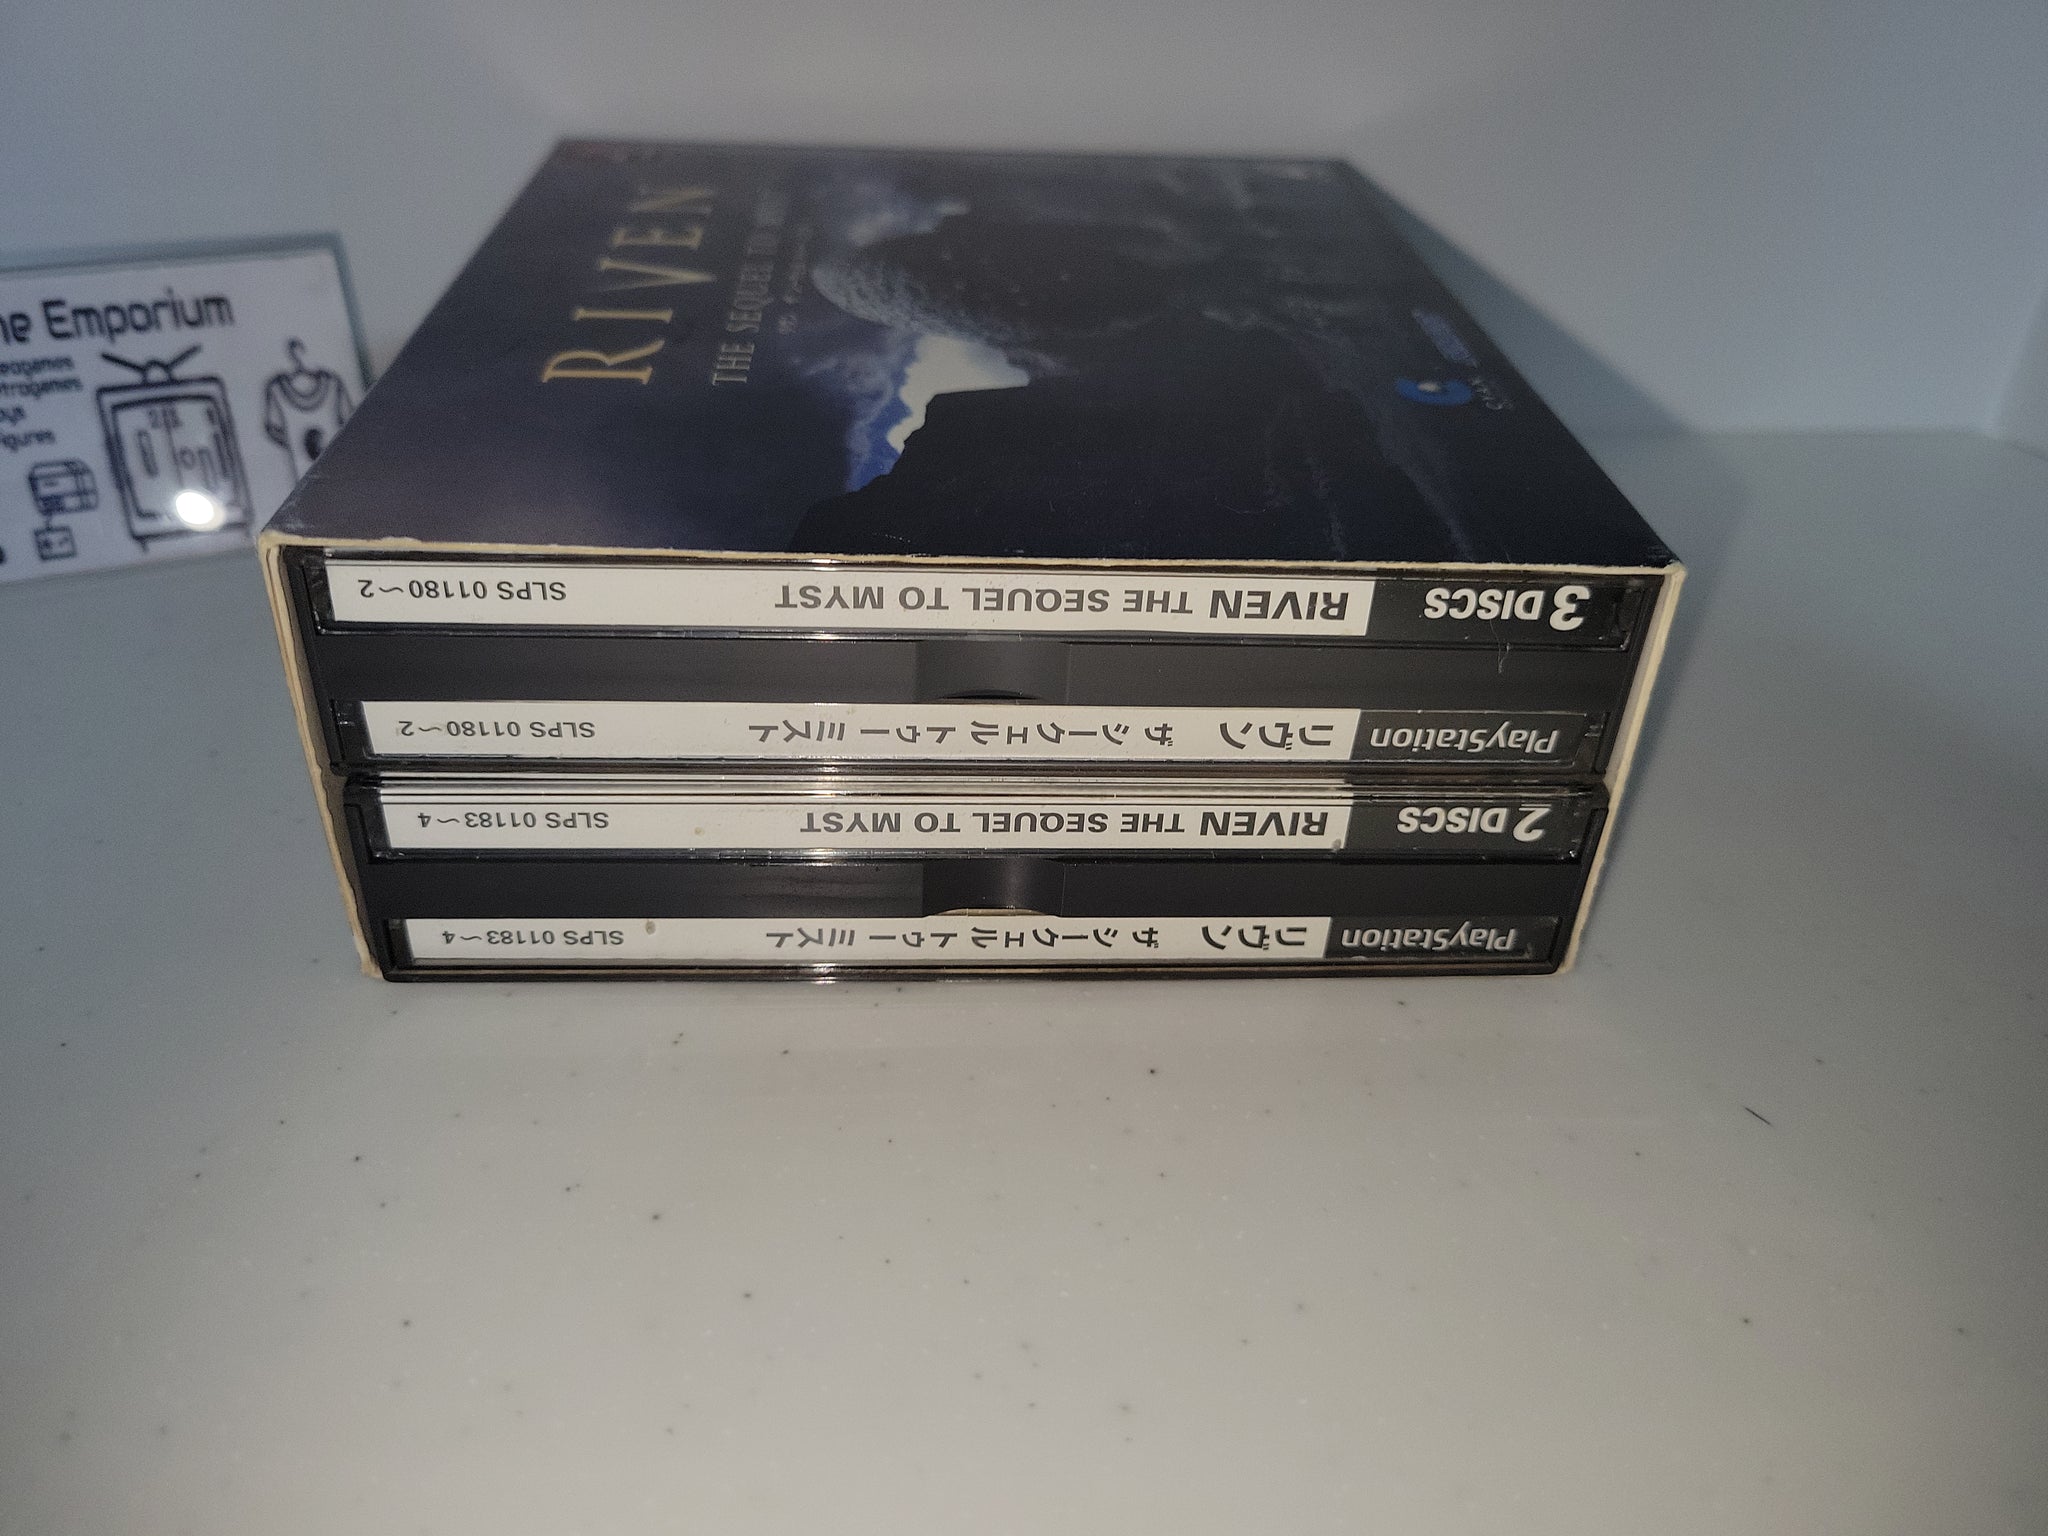 ne Emporium
RIVEN
THE SEQUEL TO MYST
3 DISCS RIVEN THE SEQUEL TO MYST SLPS 01180〜2
PlayStation リヴン ザ シークェル トゥー ミスト SLPS 01180〜2
2 DISCS RIVEN THE SEQUEL TO MYST SLPS 01183〜4
PlayStation リヴン ザ シークェル トゥー ミスト SLPS 01183〜4